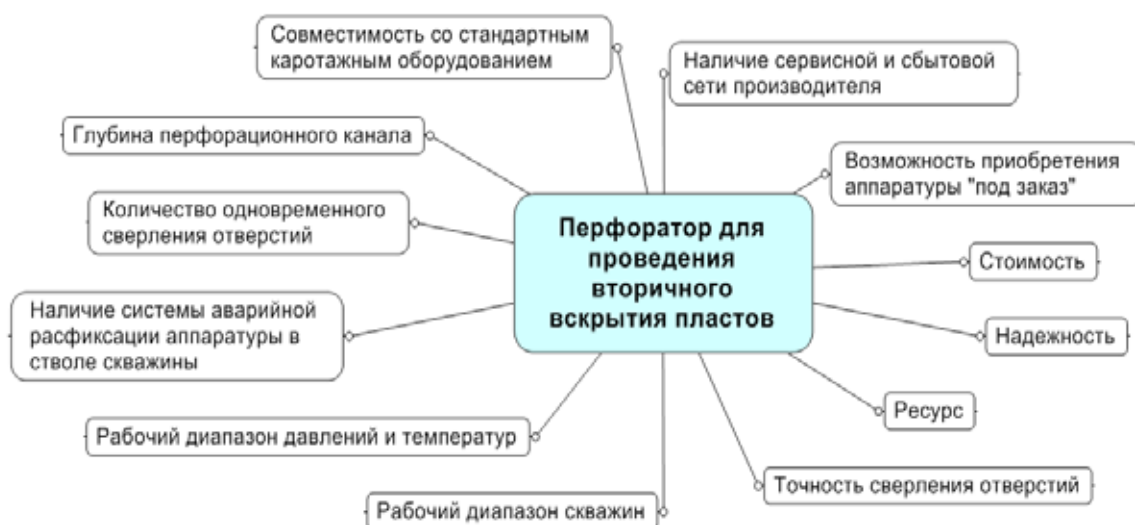 Совместимость со стандартным
каротажным оборудованием
Наличие сервисной и сбытовой
сети производителя
Глубина перфорационного канала
Возможность приобретения
аппаратуры "под заказ"
Количество одновременного
сверления отверстий
Перфоратор для
проведения
вторичного
вскрытия пластов
Стоимость
Наличие системы аварийной
расфиксации аппаратуры в
стволе скважины
Надежность
Ресурс
Рабочий диапазон давлений и температур
Точность сверления отверстий
Рабочий диапазон скважин